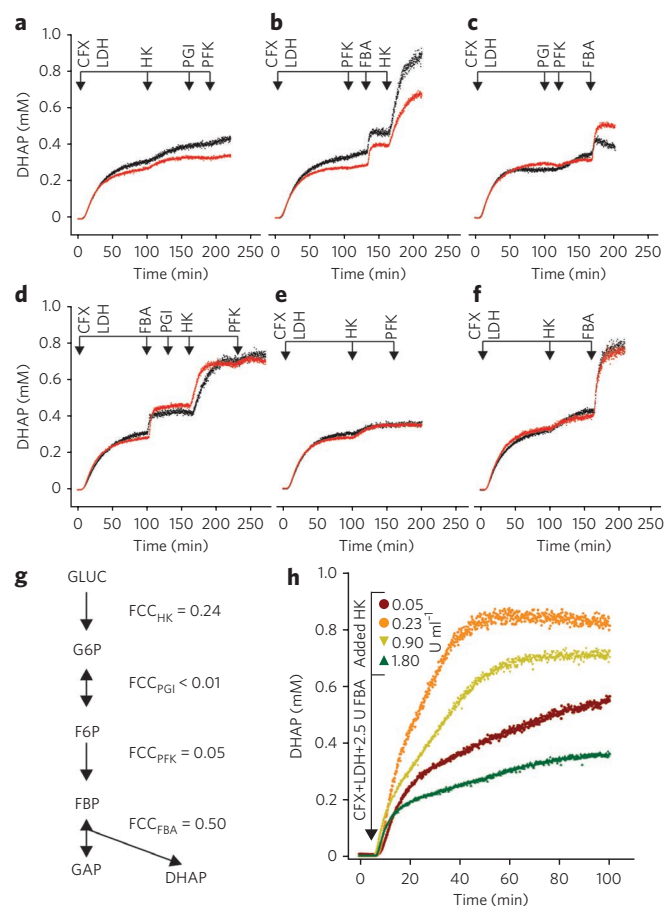 a b c
CFX LDH HK PGI PFK
CFX LDH PFK FBA HK
CFX LDH PGI PFK FBA
DHAP (mM)
1.0
0.8
0.6
0.4
0.2
0
0 50 100 150 200 250
0 50 100 150 200 250
0 50 100 150 200 250
Time (min) Time (min) Time (min)
d e f
CFX LDH FBA PGI HK PFK
CFX LDH HK PFK
CFX LDH HK FBA
DHAP (mM)
1.0
0.8
0.6
0.4
0.2
0
0 50 100 150 200 250
0 50 100 150 200 250
0 50 100 150 200 250
Time (min) Time (min) Time (min)
g
GLUC
FCCHK = 0.24
G6P
FCCPGI < 0.01
F6P
FCCPFK = 0.05
FBP
FCCFBA = 0.50
GAP DHAP
h
DHAP (mM)
1.0
0.8
0.6
0.4
0.2
0
CFX+LDH+2.5 U FBA
Added HK
0.05
0.23
0.90
1.80
U ml−1
0 20 40 60 80 100
Time (min)